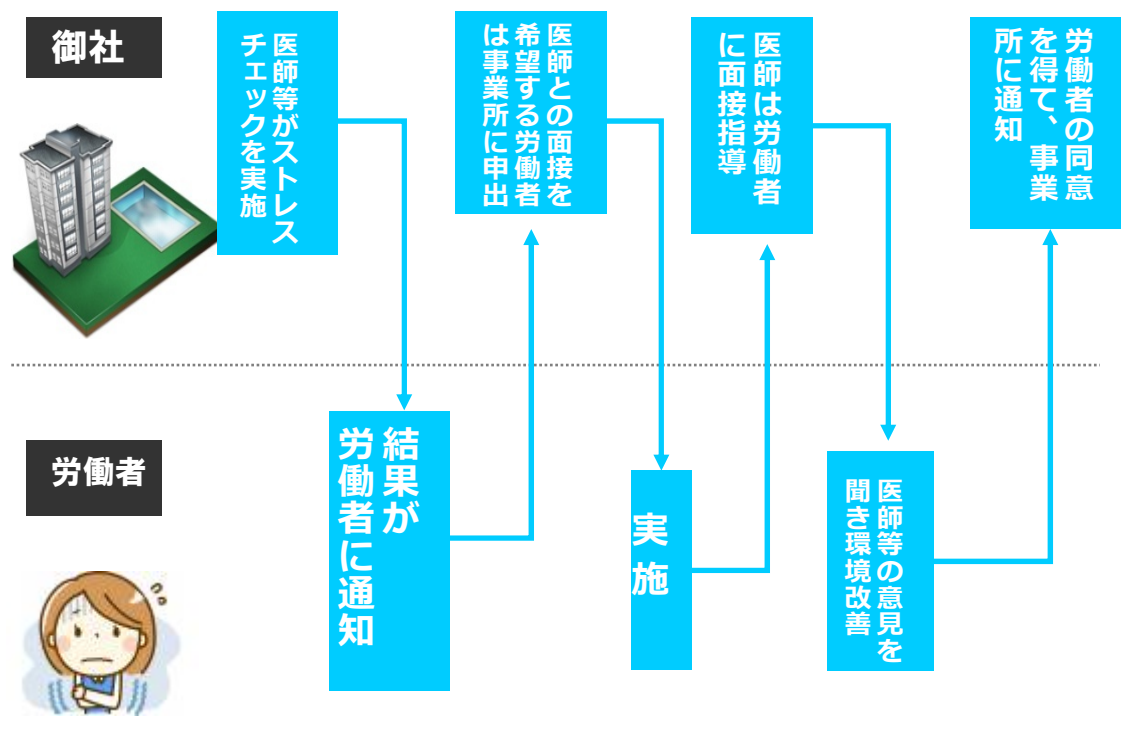 御社
医師等がストレス
チェックを実施
医師との面接を
希望する労働者
は事業所に申出
医師は労働者
に面接指導
労働者の同意
を得て、事業
所に通知
労働者
結果が
労働者に通知
実施
医師等の意見を
聞き環境改善